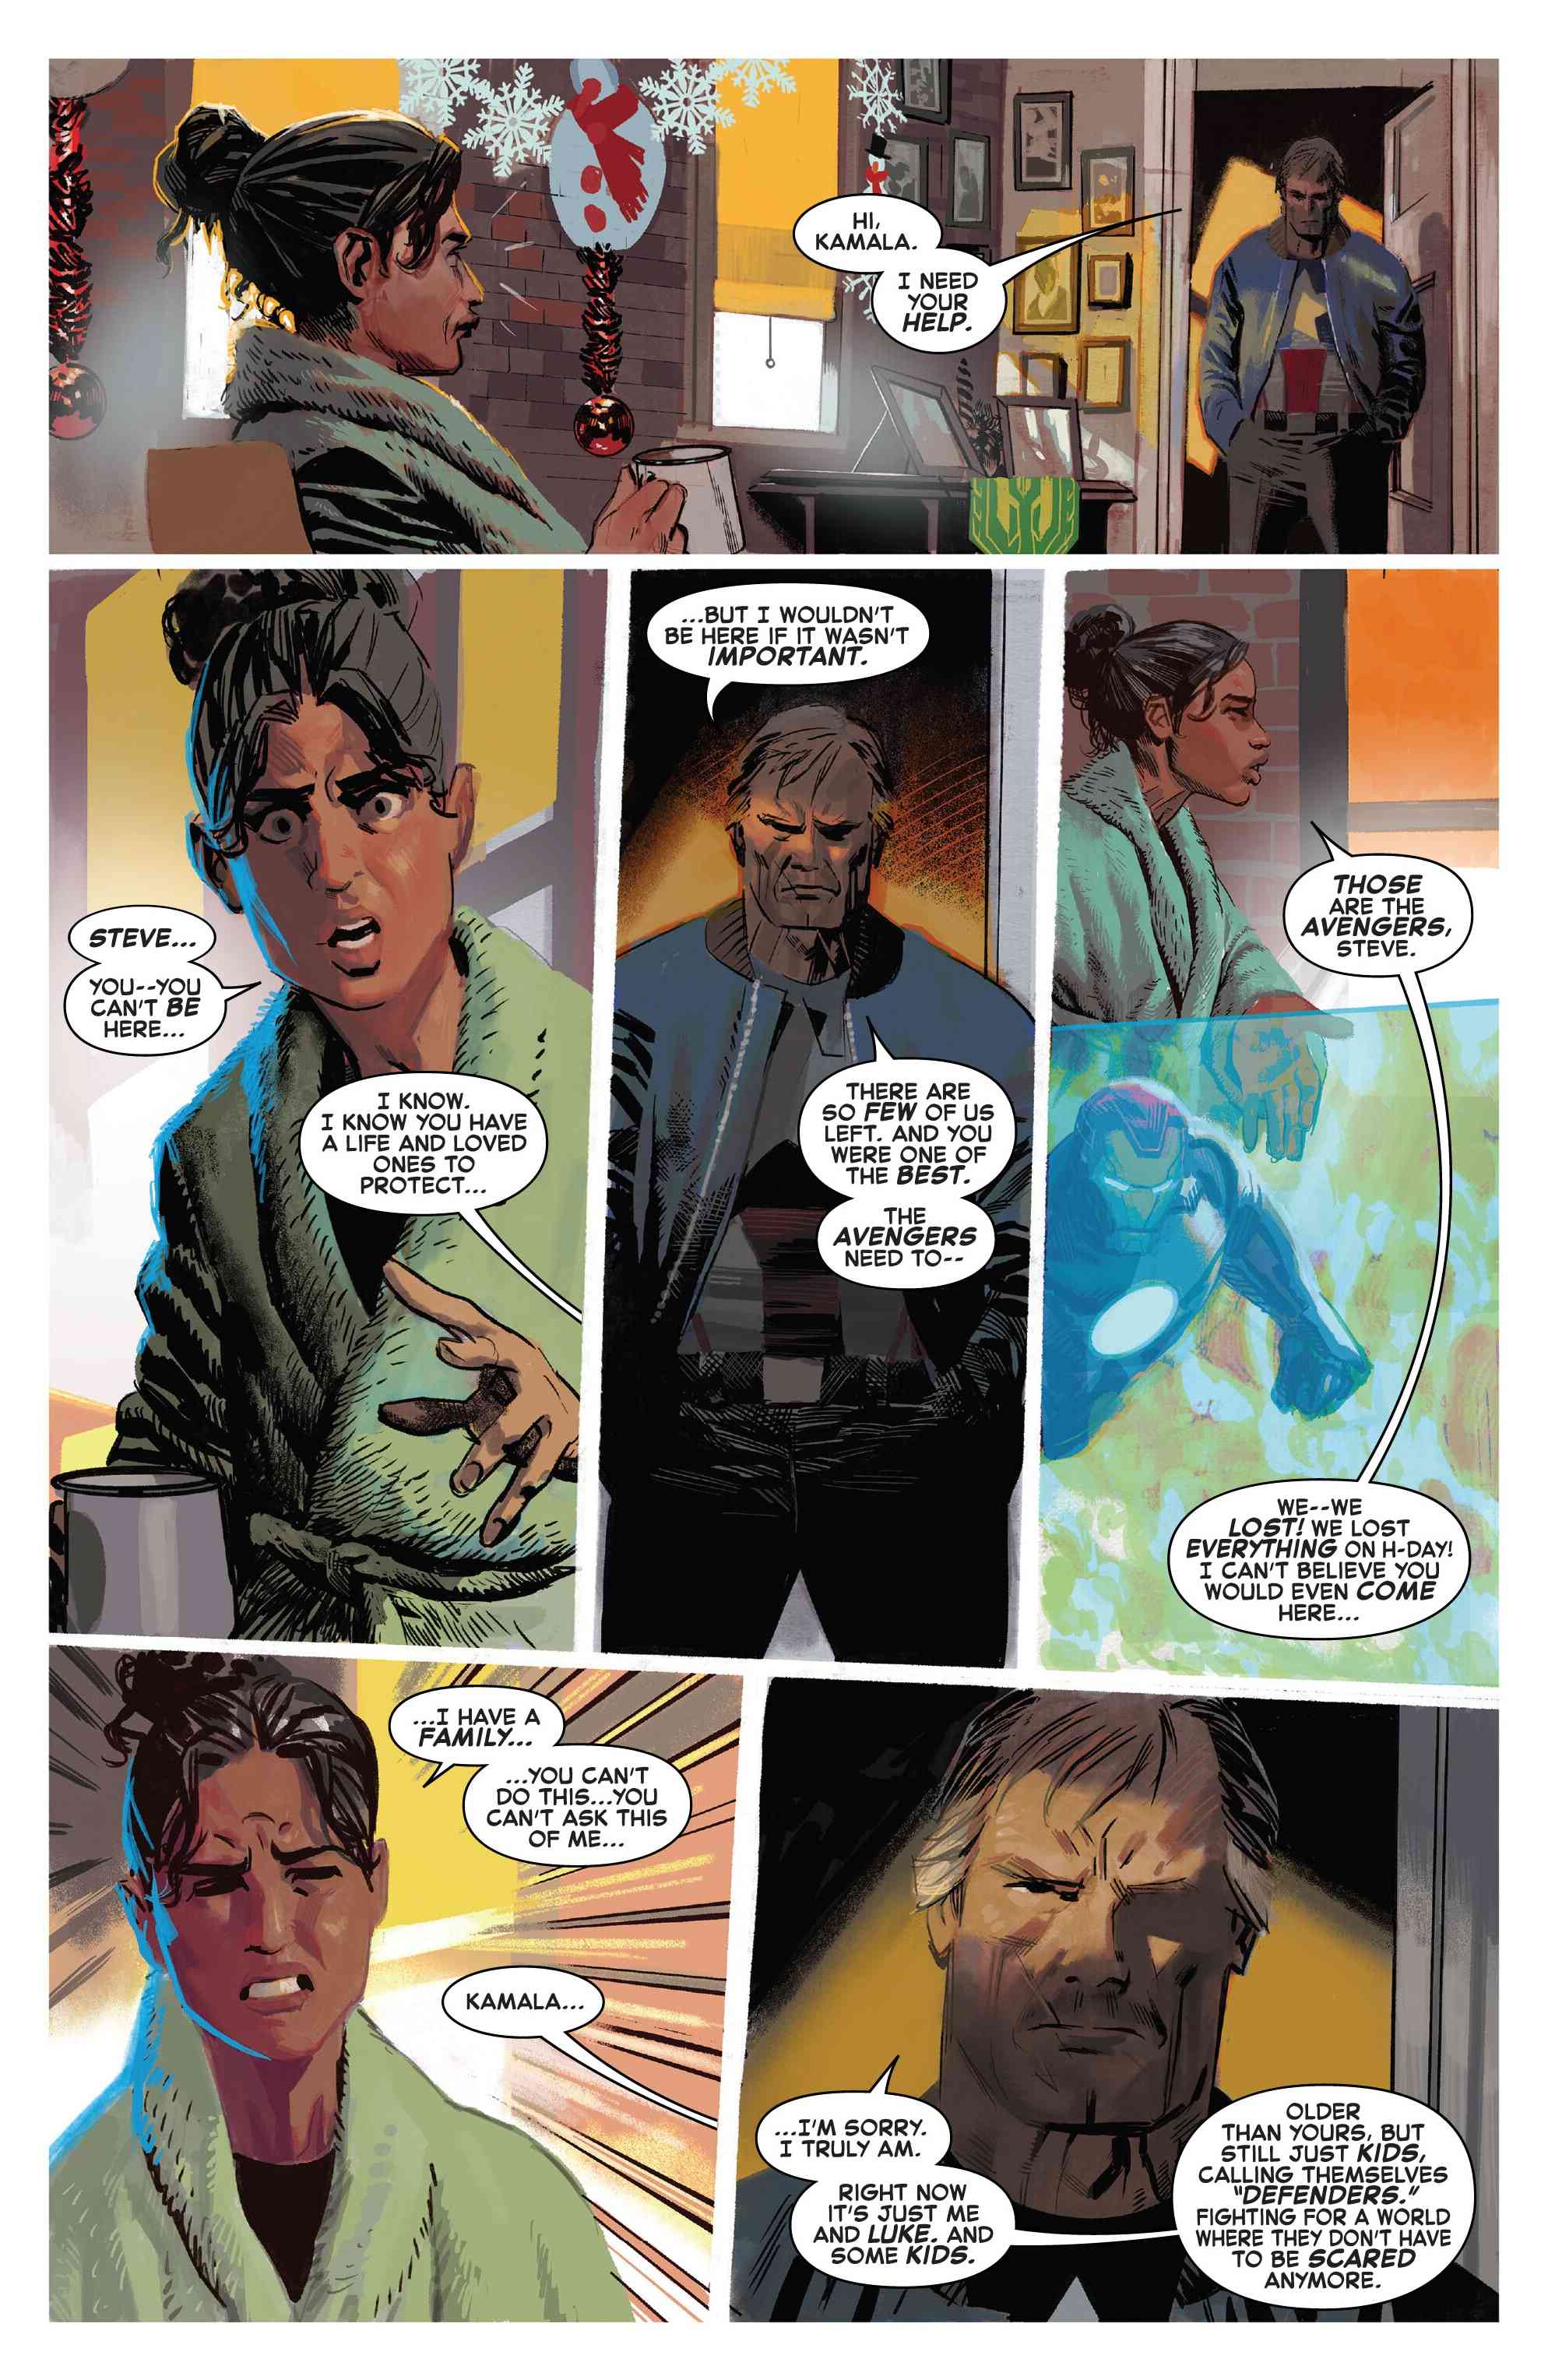 HI,
KAMALA.
I NEED
YOUR
HELP.
STEVE...
YOU--YOU
CAN'T BE
HERE...
I KNOW.
I KNOW YOU HAVE
A LIFE AND LOVED
ONES TO
PROTECT...
...BUT I WOULDN'T
BE HERE IF IT WASN'T
IMPORTANT.
THERE ARE
SO FEW OF US
LEFT. AND YOU
WERE ONE OF
THE BEST.
THE
AVENGERS
NEED TO--
THOSE
ARE THE
AVENGERS,
STEVE.
WE--WE
LOST! WE LOST
EVERYTHING ON H-DAY!
I CAN'T BELIEVE YOU
WOULD EVEN COME
HERE...
...I HAVE A
FAMILY...
...YOU CAN'T
DO THIS...YOU
CAN'T ASK THIS
OF ME...
KAMALA...
...I'M SORRY.
I TRULY AM.
RIGHT NOW
IT'S JUST ME
AND LUKE. AND
SOME KIDS.
OLDER
THAN YOURS, BUT
STILL JUST KIDS,
CALLING THEMSELVES
"DEFENDERS."
FIGHTING FOR A WORLD
WHERE THEY DON'T HAVE
TO BE SCARED
ANYMORE.